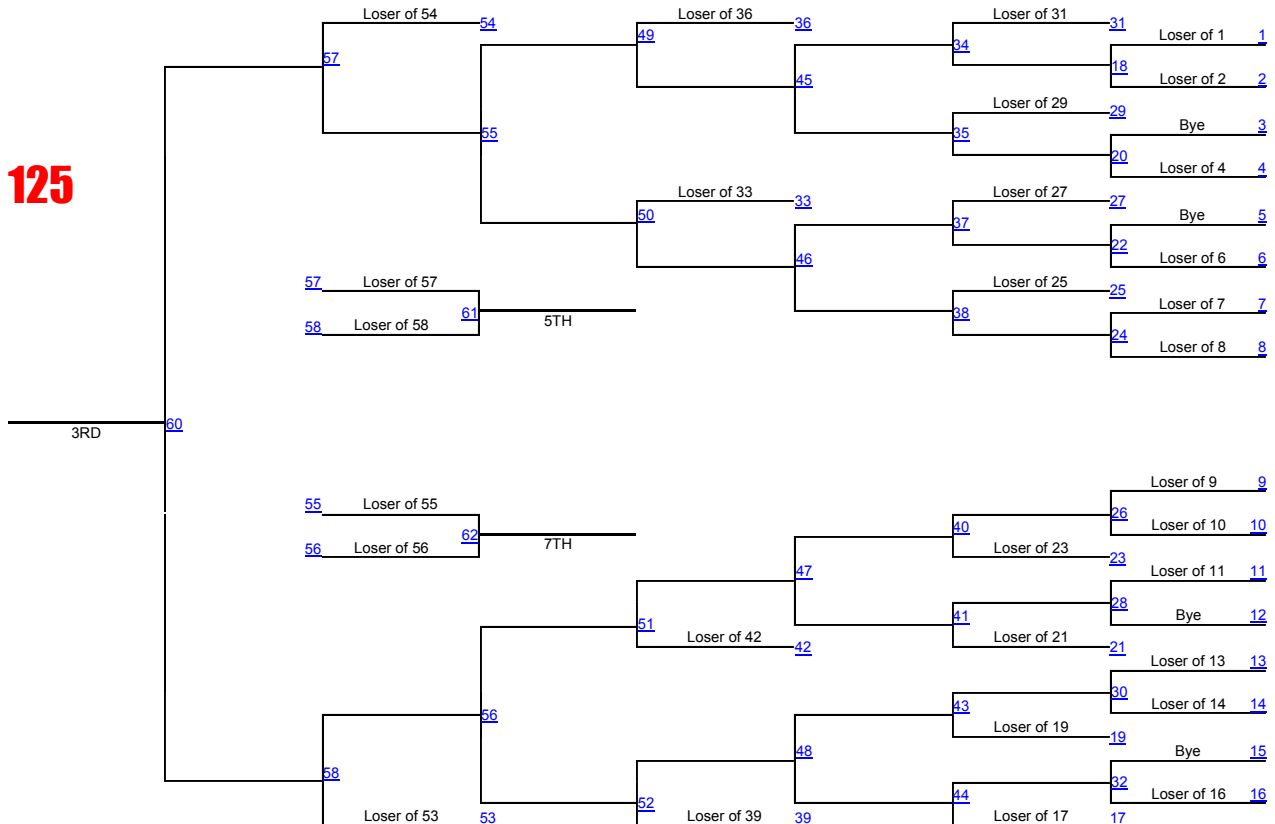 Loser of 54 54 Loser of 36 36 Loser of 31 31
Loser of 1 1
49 34
57 18
45 Loser of 2 2
Loser of 29 29
Bye 3
55 35
20
125 Loser of 4 4
Loser of 33 33 Loser of 27 27
50 37 Bye 5
22
46 Loser of 6 6
57 Loser of 57 Loser of 25 25
Loser of 7 7
61 5TH 38
58 Loser of 58 24
Loser of 8 8
60
3RD
Loser of 9 9
55 Loser of 55 26
40 Loser of 10 10
62 7TH
56 Loser of 56 Loser of 23 23
47 Loser of 11 11
28
51 41 Bye 12
Loser of 42 42 Loser of 21 21
Loser of 13 13
30
56 43 Loser of 14 14
Loser of 19 19
48 Bye 15
58 32
52 44 Loser of 16 16
Loser of 53 53 Loser of 39 39 Loser of 17 17